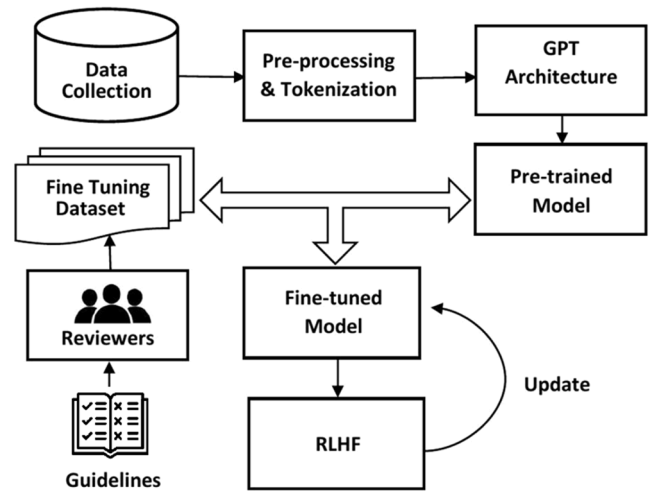 Data
Collection
Pre-processing
& Tokenization
GPT
Architecture
Fine Tuning
Dataset
Pre-trained
Model
Reviewers
Fine-tuned
Model
Update
RLHF
Guidelines